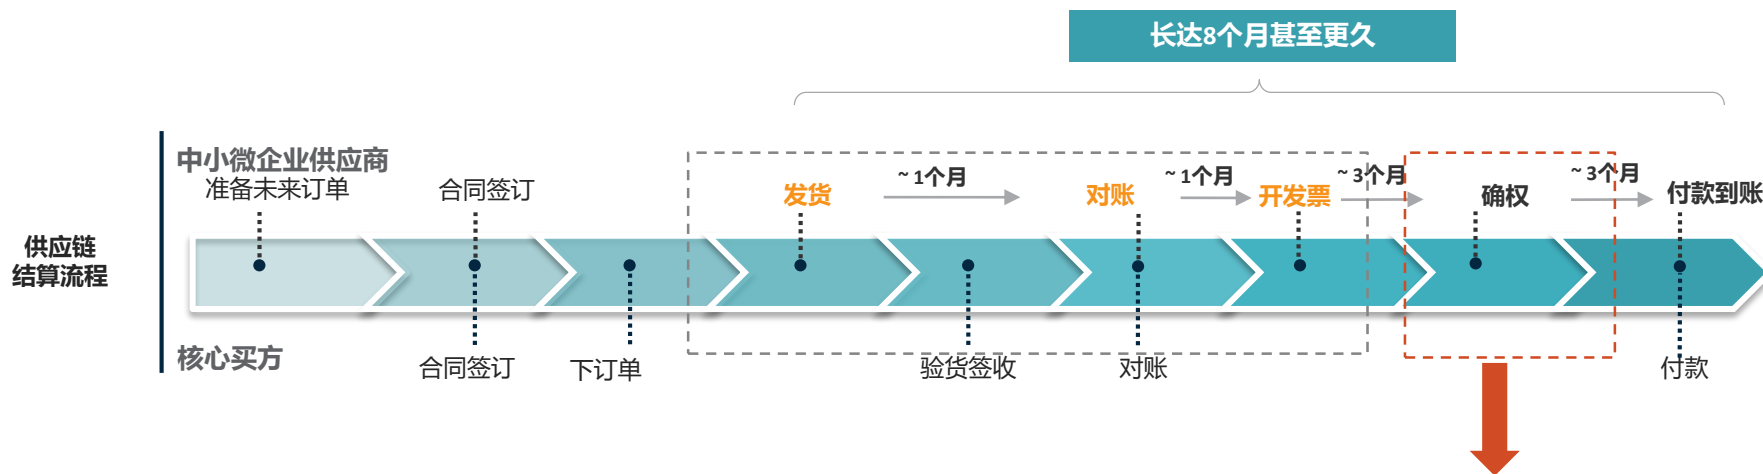 长达8个月甚至更久
中小微企业供应商
准备未来订单
合同签订
发货
~ 1个月
对账
~ 1个月
开发票
~ 3个月
确权
~ 3个月
付款到账
供应链
结算流程
核心买方
合同签订
下订单
验货签收
对账
付款